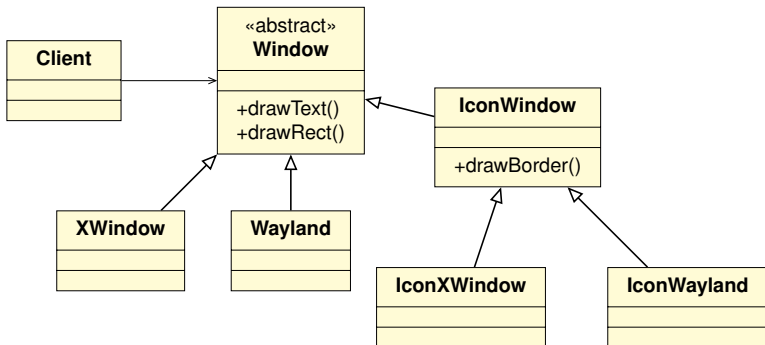 «abstract»
Window
+drawText()
+drawRect()
Client
IconWindow
+drawBorder()
XWindow
Wayland
IconXWindow
IconWayland